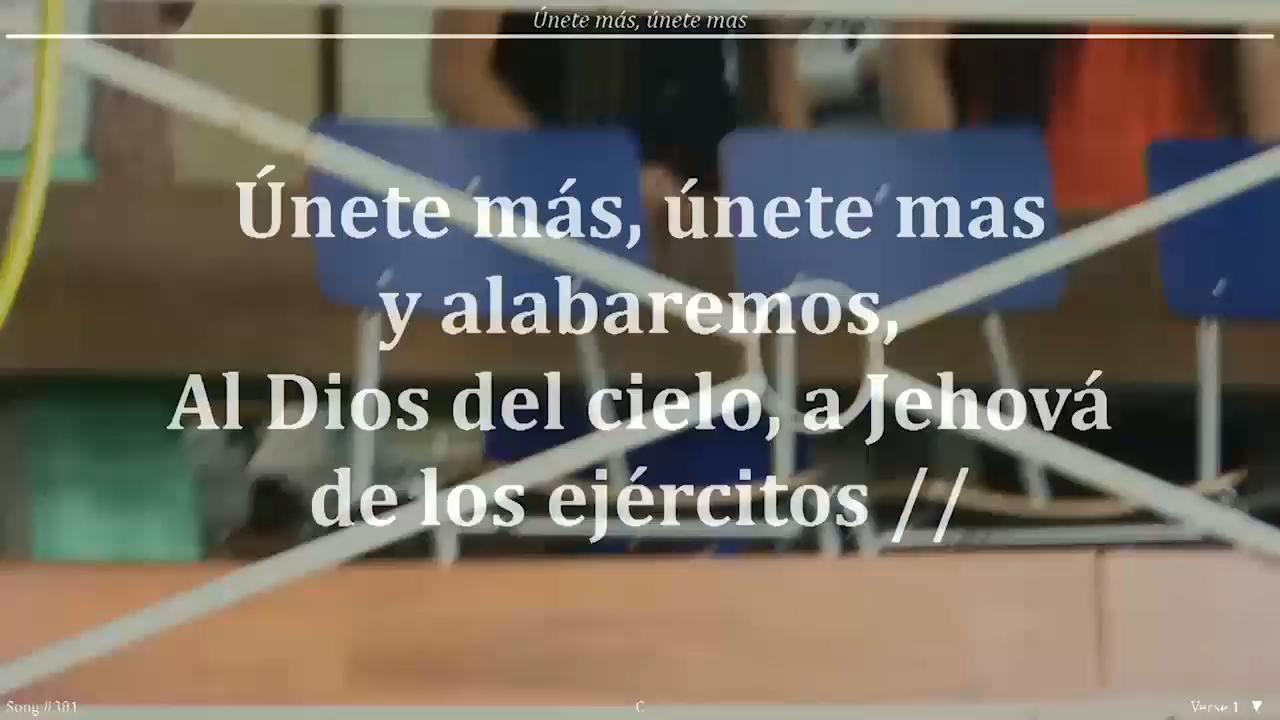 Únete más, únete mas
Únete más, únete mas
y alabaremos,
Al Dios del cielo, a Jehová
de los ejércitos //
Song #381
C
Verse 1 ▼